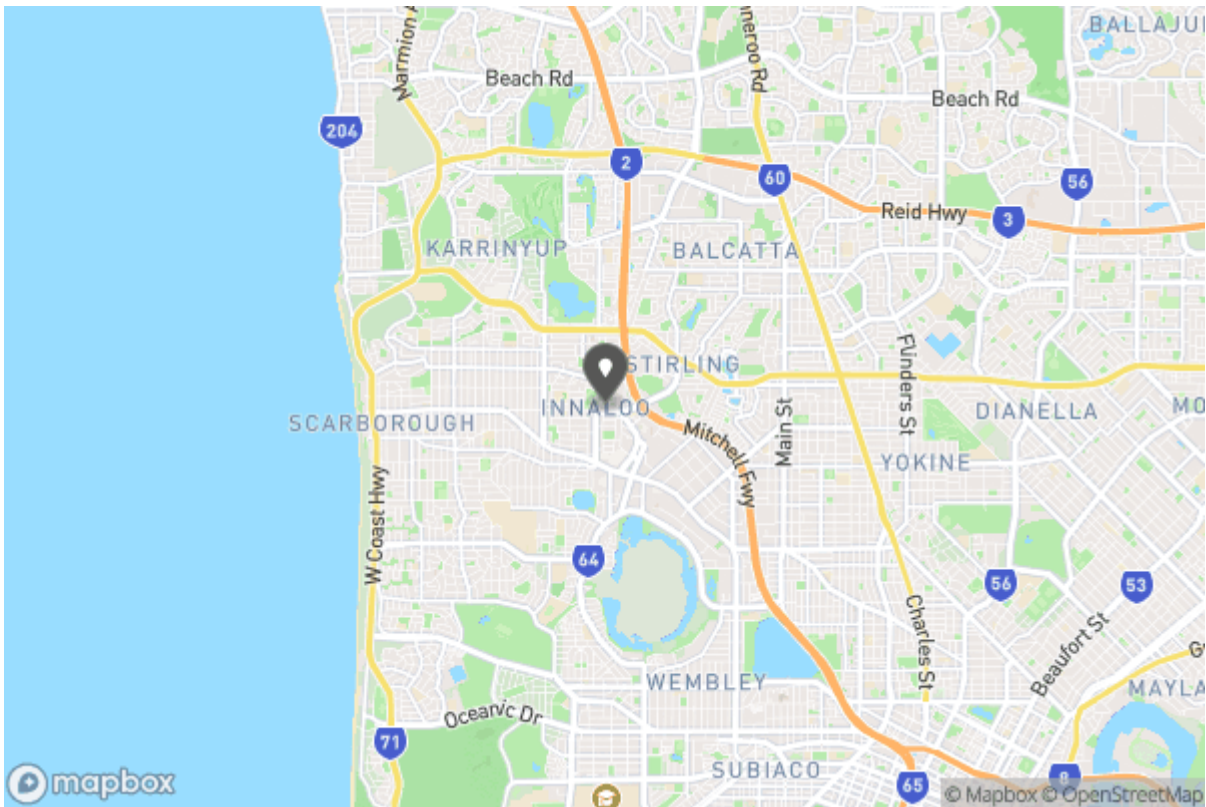 BALLAJU
Marmion A
neroo Rd
Beach Rd
Beach Rd
204
2
60
56
Reid Hwy
3
KARRINYUP
BALCATTA
STIRLING
Flinders St
INNALOO
DIANELLA
MO
SCARBOROUGH
Main St
Mitchell Fwy
YOKINE
W Coast Hwy
64
56
53
Charles St
Beaufort St
G
WEMBLEY
MAYLA
Oceanic Dr
71
SUBIACO
65
8
mapbox
© Mapbox © OpenStreetMap